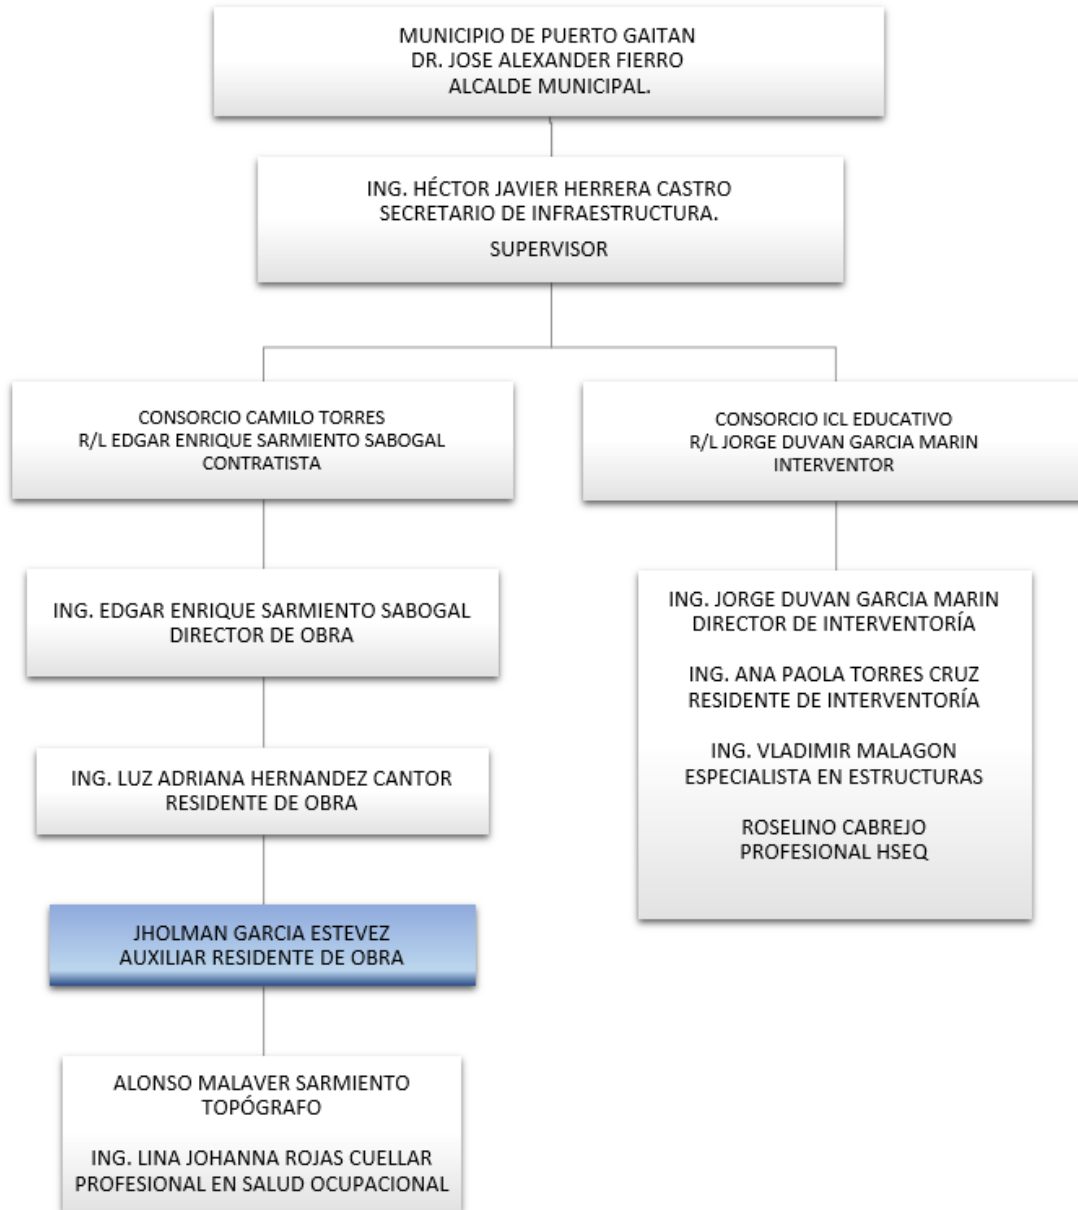 MUNICIPIO DE PUERTO GAITAN
DR. JOSE ALEXANDER FIERRO
ALCALDE MUNICIPAL.
ING. HÉCTOR JAVIER HERRERA CASTRO
SECRETARIO DE INFRAESTRUCTURA.
SUPERVISOR
CONSORCIO CAMILO TORRES
R/L EDGAR ENRIQUE SARMIENTO SABOGAL
CONTRATISTA
CONSORCIO ICL EDUCATIVO
R/L JORGE DUVAN GARCIA MARIN
INTERVENTOR
ING. EDGAR ENRIQUE SARMIENTO SABOGAL
DIRECTOR DE OBRA
ING. LUZ ADRIANA HERNANDEZ CANTOR
RESIDENTE DE OBRA
JHOLMAN GARCIA ESTEVEZ
AUXILIAR RESIDENTE DE OBRA
ALONSO MALAVER SARMIENTO
TOPÓGRAFO
ING. LINA JOHANNA ROJAS CUELLAR
PROFESIONAL EN SALUD OCUPACIONAL
ING. JORGE DUVAN GARCIA MARIN
DIRECTOR DE INTERVENTORÍA
ING. ANA PAOLA TORRES CRUZ
RESIDENTE DE INTERVENTORÍA
ING. VLADIMIR MALAGON
ESPECIALISTA EN ESTRUCTURAS
ROSELINO CABREJO
PROFESIONAL HSEQ